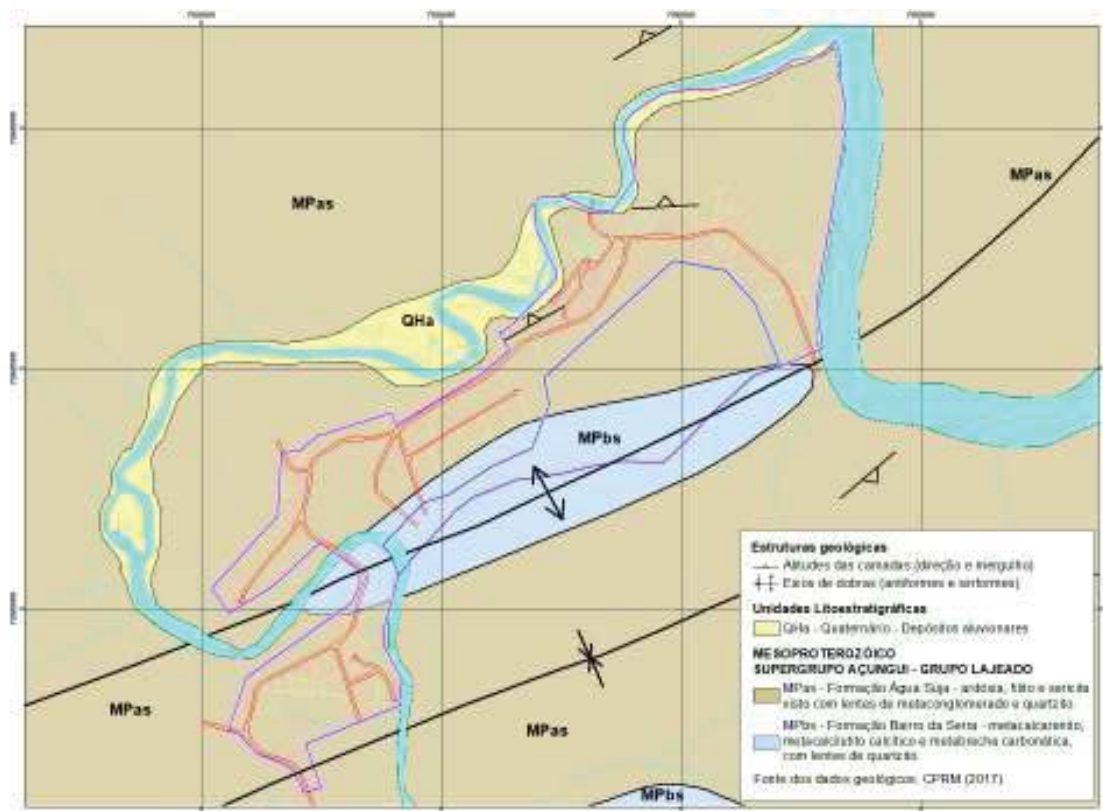 MPas
MPas
QHa
MPbs
MPas
MPas
MPbs
Estruturas geológicas
Atitudes das camadas (direção e mergulho)
Eixos de dobras (antiformes e sinformes)
Unidades Litoestratigráficas
QHa - Quaternário - Depósitos aluvionares
MESOPROTEROZÓICO
SUPERGRUPO AÇUNGUI - GRUPO LAJEADO
MPas - Formação Água Suja - ardósia, filito e sericita
xisto com lentes de metaconglomerado e quartzito.
MPbs - Formação Bairro da Serra - metacalcarenito,
metacalcilutito calcítico e metabrecha carbonática,
com lentes de quartzito.
Fonte dos dados geológicos: CPRM (2017)